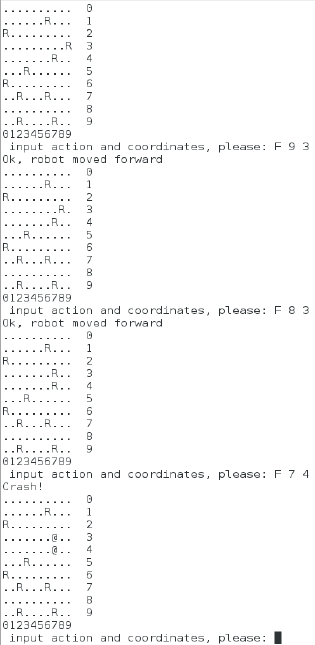 ..........  0
......R...  1
R.........  2
.........R  3
.......R..  4
...R......  5
R.........  6
..R...R...  7
..........  8
..R....R..  9
0123456789
 input action and coordinates, please: F 9 3
Ok, robot moved forward
..........  0
......R...  1
R.........  2
........R.  3
.......R..  4
...R......  5
R.........  6
..R...R...  7
..........  8
..R....R..  9
0123456789
 input action and coordinates, please: F 8 3
Ok, robot moved forward
..........  0
......R...  1
R.........  2
.......R..  3
.......R..  4
...R......  5
R.........  6
..R...R...  7
..........  8
..R....R..  9
0123456789
 input action and coordinates, please: F 7 4
Crash!
..........  0
......R...  1
R.........  2
.......@..  3
.......@..  4
...R......  5
R.........  6
..R...R...  7
..........  8
..R....R..  9
0123456789
 input action and coordinates, please: